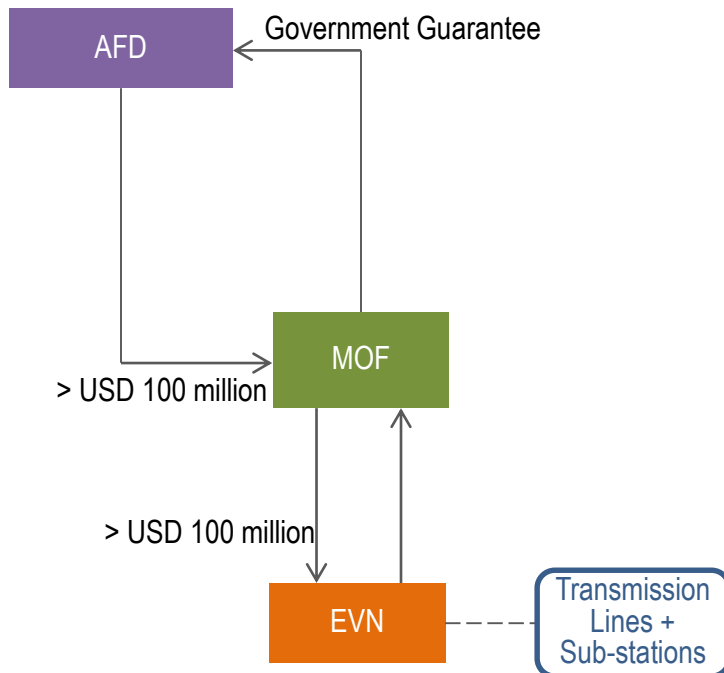 AFD
Government Guarantee
MOF
> USD 100 million
> USD 100 million
EVN
Transmission
Lines +
Sub-stations